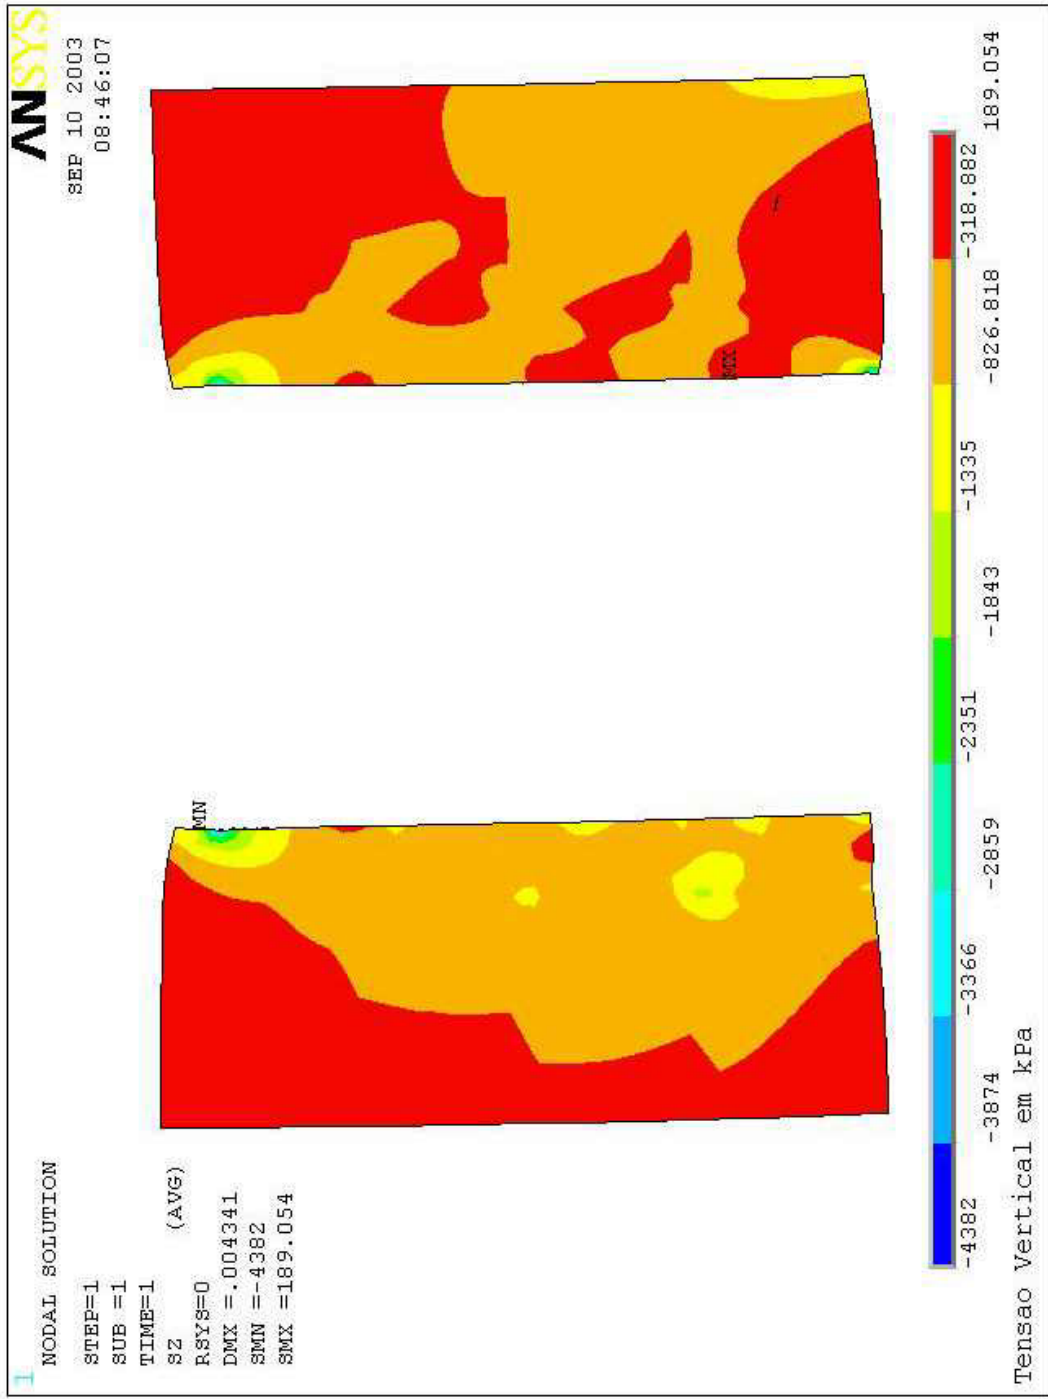 1
NODAL SOLUTION
STEP=1
SUB =1
TIME=1
SZ (AVG)
RSYS=0
DMX =.004341
SMN =-4382
SMX =189.054
ANSYS
SEP 10 2003
08:46:07
MN
MX
-4382
-3874
-3366
-2859
-2351
-1843
-1335
-826.818
-318.882
189.054
Tensao Vertical em kPa